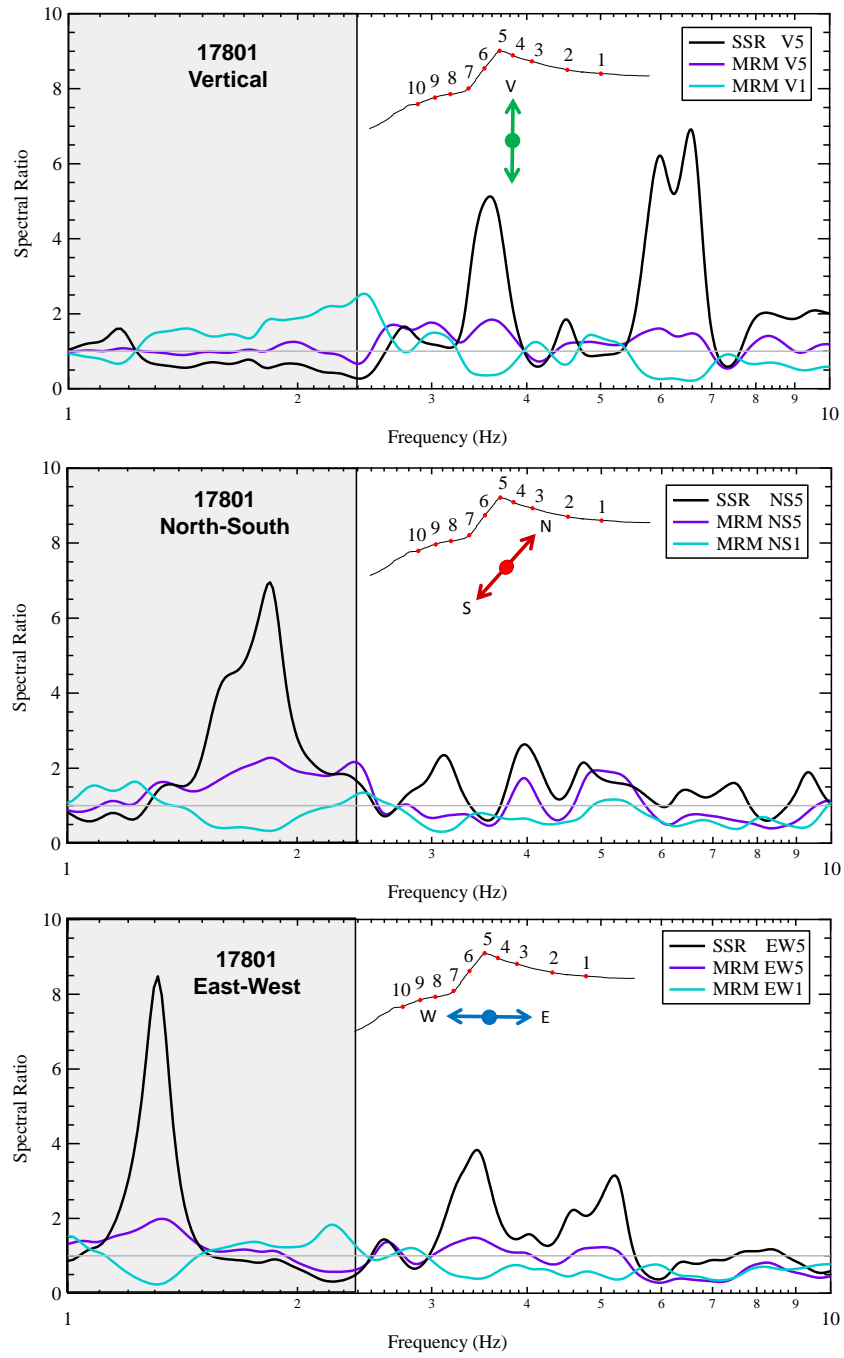 17801
Vertical
SSR V5
MRM V5
MRM V1
10 9 8 7 6 5 4 3 2 1
V
Spectral Ratio
10
8
6
4
2
0
1 2 3 4 5 6 7 8 9 10
Frequency (Hz)
17801
North-South
SSR NS5
MRM NS5
MRM NS1
10 9 8 7 6 5 4 3 2 1
N
S
Spectral Ratio
10
8
6
4
2
0
1 2 3 4 5 6 7 8 9 10
Frequency (Hz)
17801
East-West
SSR EW5
MRM EW5
MRM EW1
10 9 8 7 6 5 4 3 2 1
W E
Spectral Ratio
10
8
6
4
2
0
1 2 3 4 5 6 7 8 9 10
Frequency (Hz)